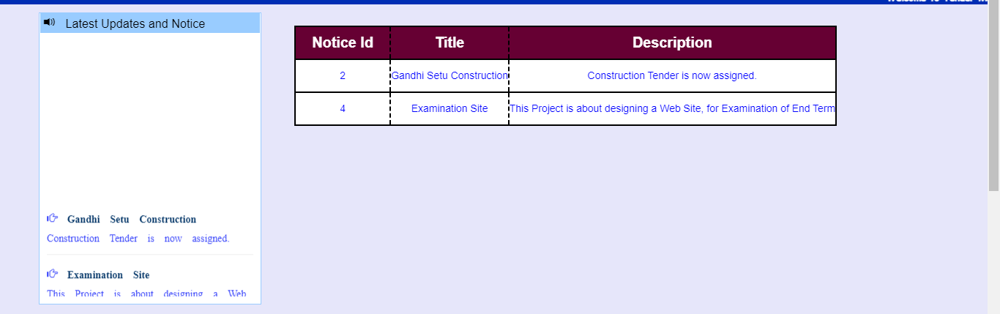 Latest Updates and Notice
Notice Id Title Description
2 Gandhi Setu Construction Construction Tender is now assigned.
4 Examination Site This Project is about designing a Web Site, for Examination of End Term
Gandhi Setu Construction
Construction Tender is now assigned.
Examination Site
This Project is about designing a Web